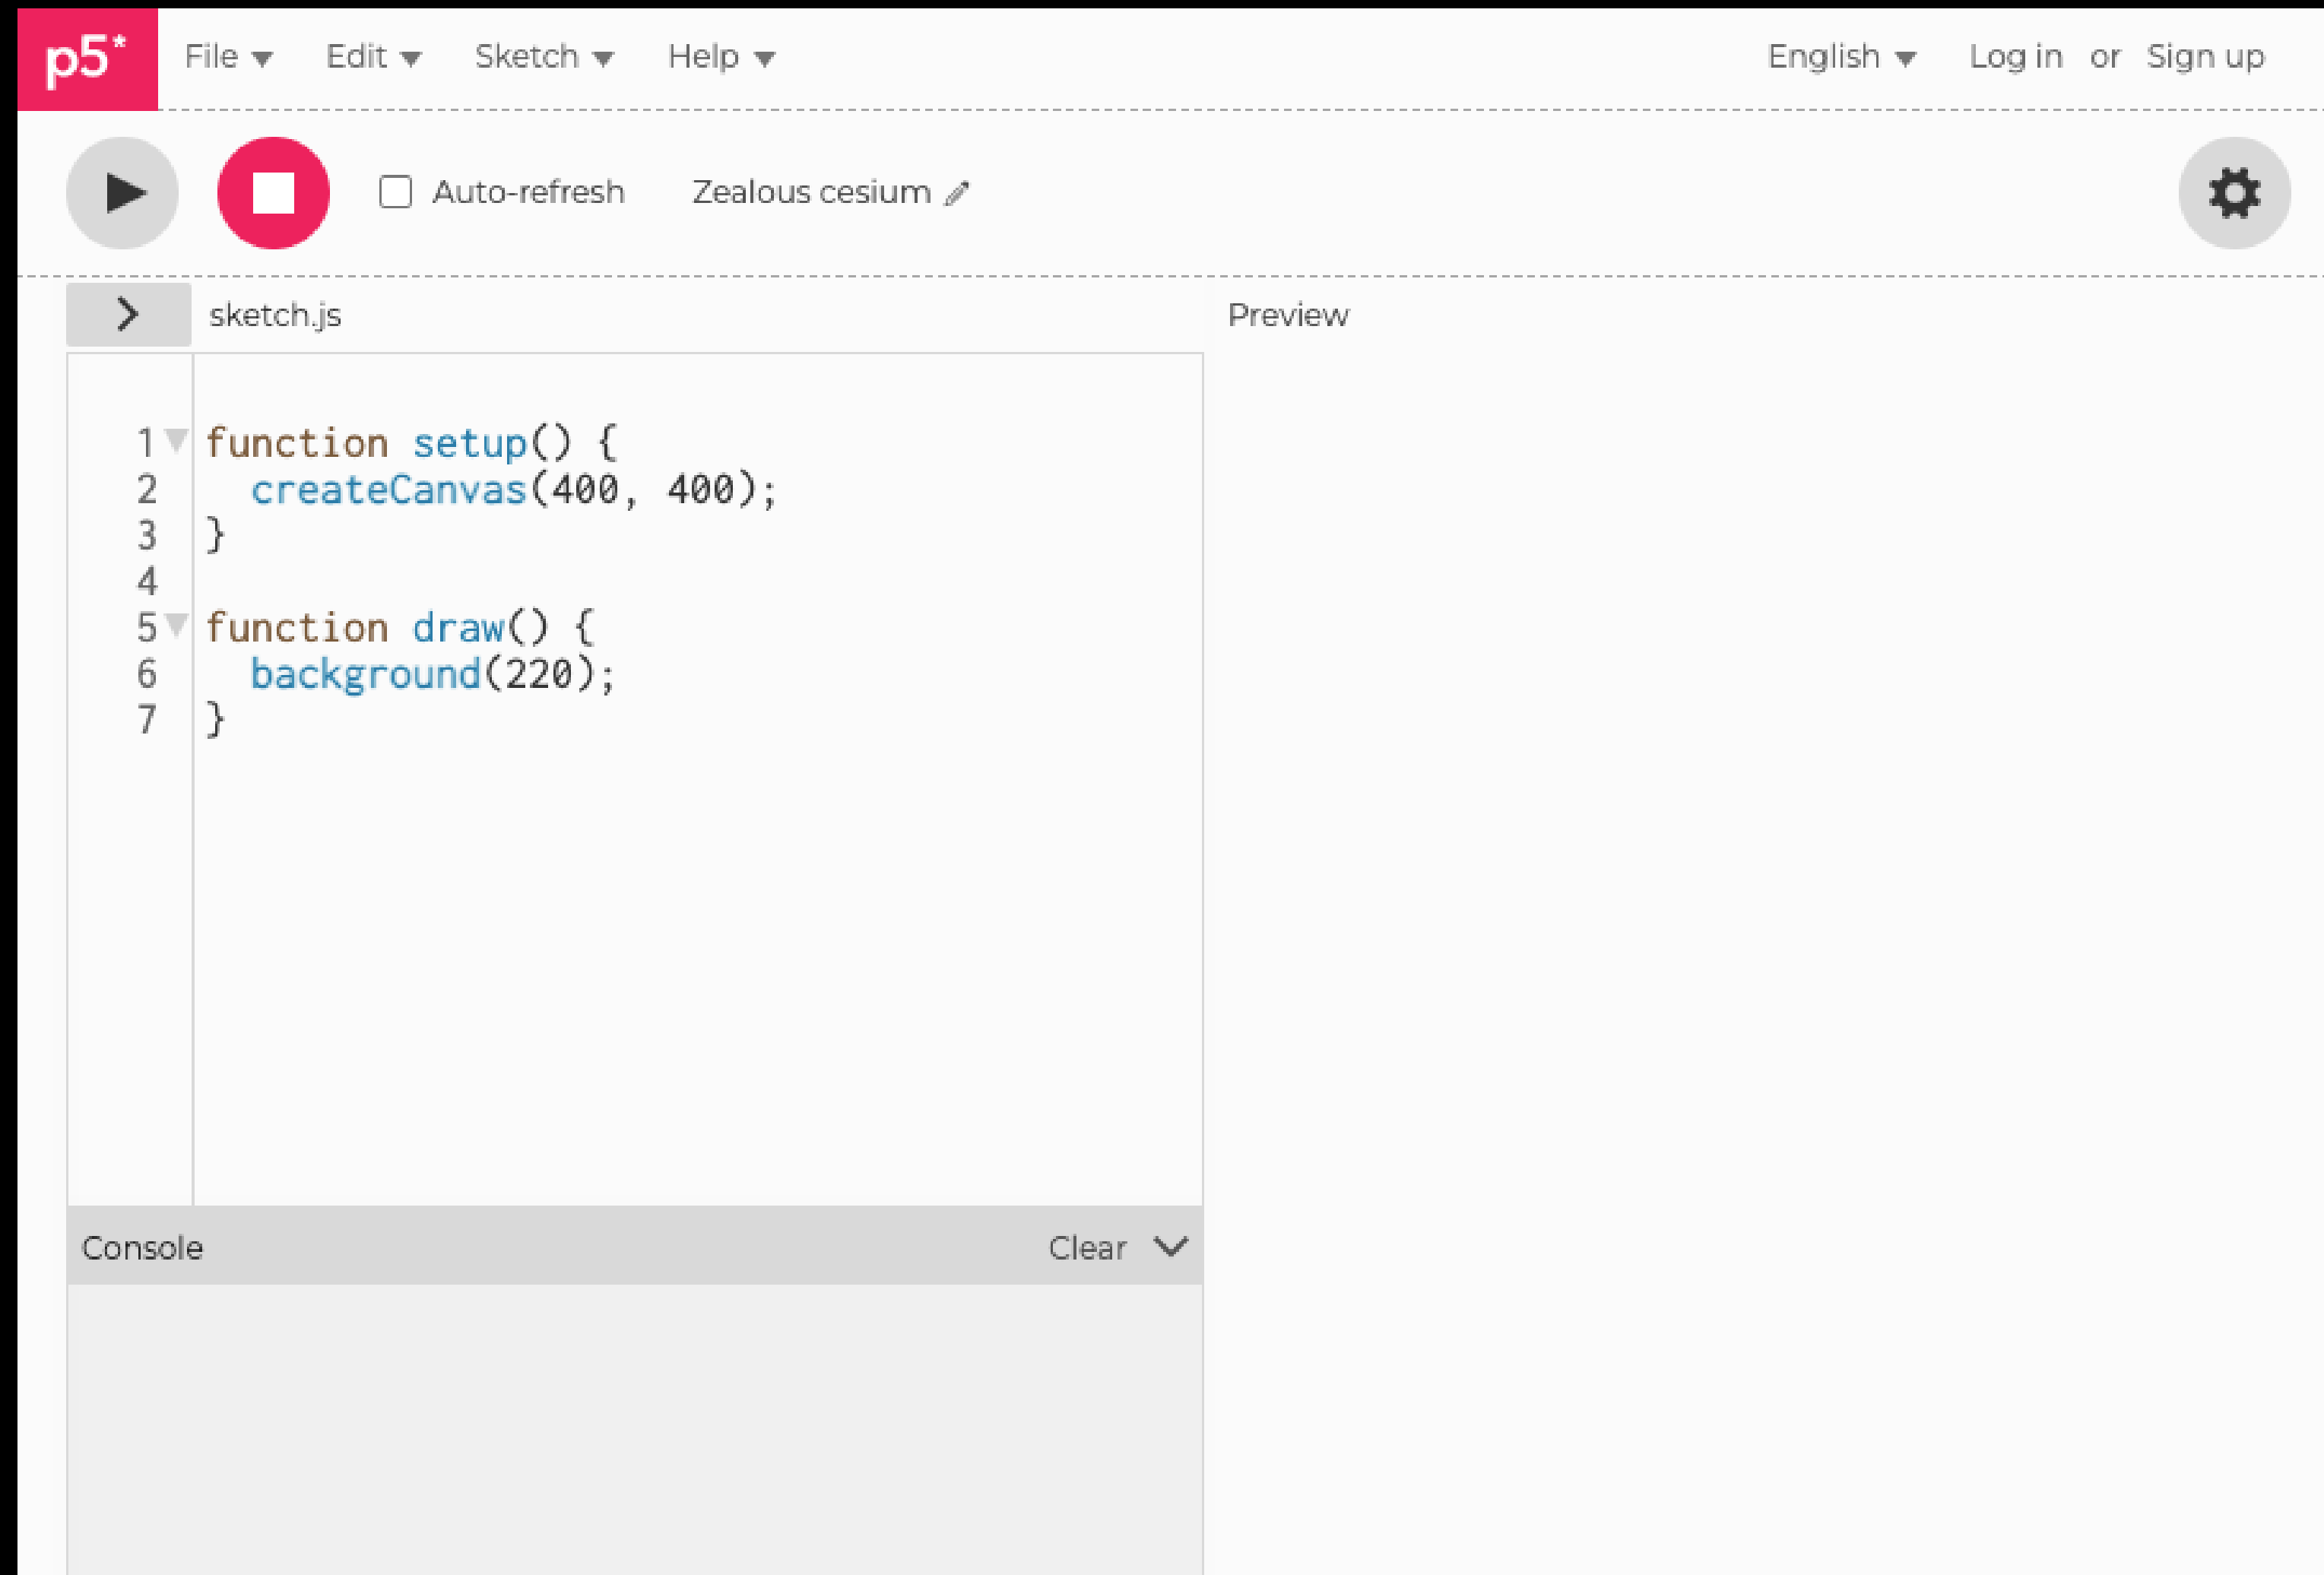 p5* File Edit Sketch Help English Log in or Sign up
Auto-refresh Zealous cesium
sketch.js Preview
1 function setup() {
2   createCanvas(400, 400);
3 }
4
5 function draw() {
6   background(220);
7 }
Console Clear